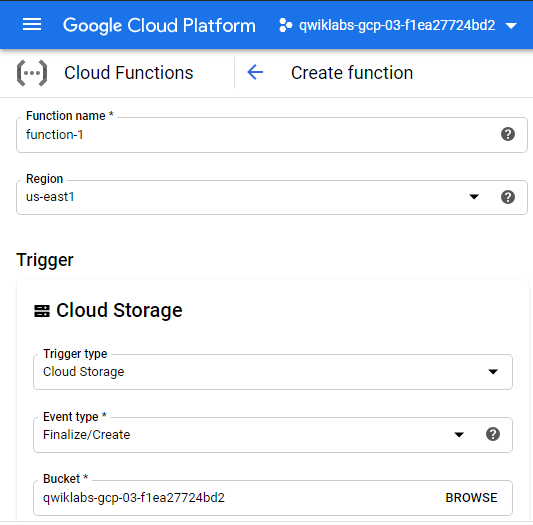 Google Cloud Platform qwiklabs-gcp-03-f1ea27724bd2
Cloud Functions Create function
Function name *
function-1
Region
us-east1
Trigger
Cloud Storage
Trigger type
Cloud Storage
Event type *
Finalize/Create
Bucket *
qwiklabs-gcp-03-f1ea27724bd2 BROWSE